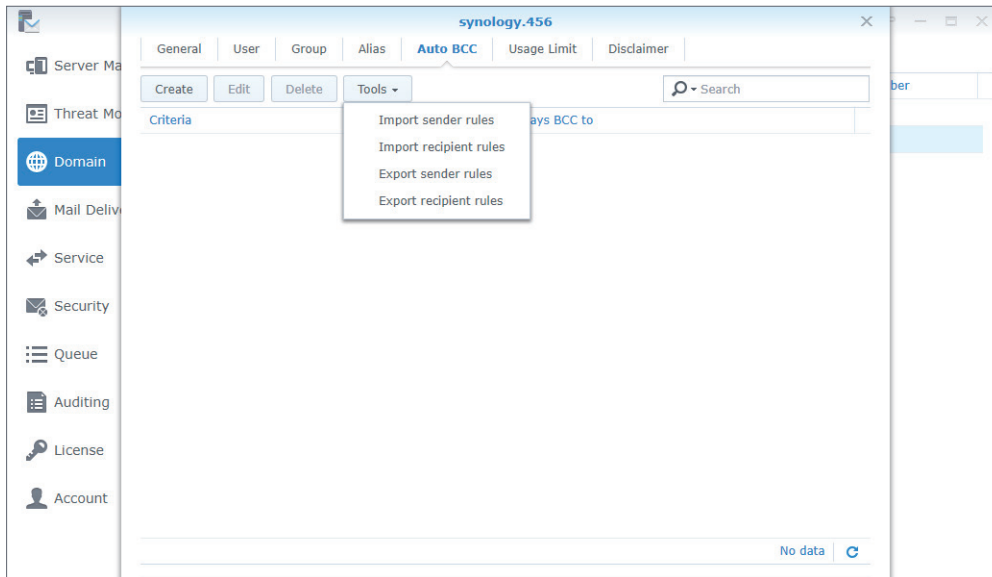 synology.456
General User Group Alias Auto BCC Usage Limit Disclaimer
Create Edit Delete Tools Search
Criteria ays BCC to
Import sender rules
Import recipient rules
Export sender rules
Export recipient rules
No data
ber
Server Ma
Threat Mo
Domain
Mail Deliv
Service
Security
Queue
Auditing
License
Account